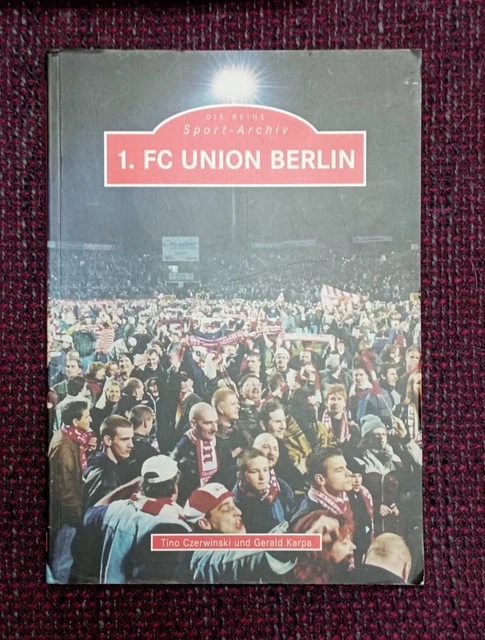 DIE REIHE
Sport-Archiv
1. FC UNION BERLIN
Tino Czerwinski und Gerald Karpa